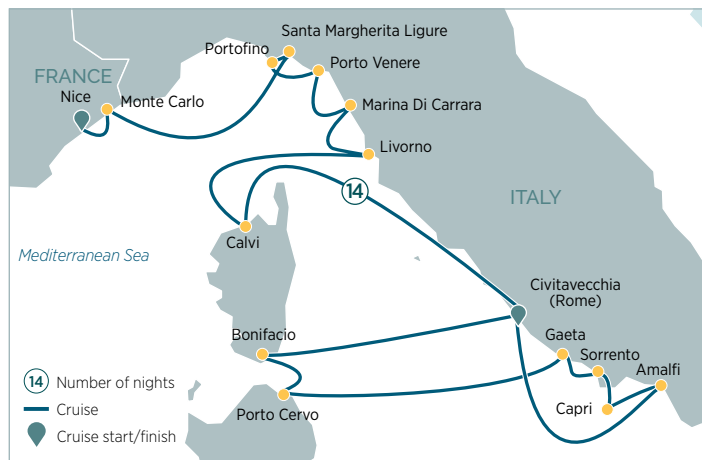 Santa Margherita Ligure
Portofino
Porto Venere
FRANCE
Nice
Monte Carlo
Marina Di Carrara
Livorno
14
ITALY
Calvi
Mediterranean Sea
Civitavecchia
(Rome)
Bonifacio
Gaeta
Sorrento
Amalfi
14 Number of nights
Capri
Cruise
Porto Cervo
Cruise start/finish